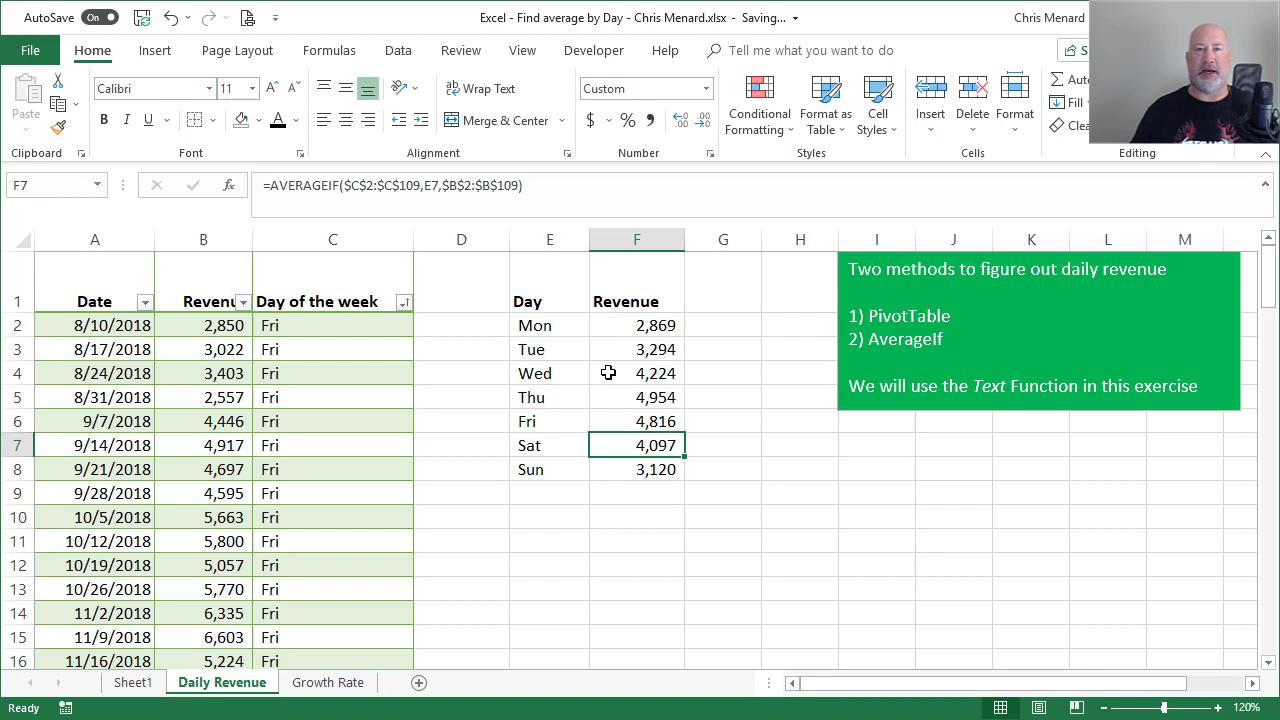 AutoSave On Excel - Find average by Day - Chris Menard.xlsx - Saving... Chris Menard
File Home Insert Draw Page Layout Formulas Data Review View Developer Help Tell me what you want to do S
Paste Calibri 11 Wrap Text Custom Conditional Format as Cell Insert Delete Format Auto
B I U A Merge & Center $ % Formatting Table Styles Fill
Clea
Clipboard Font Alignment Number Styles Cells Editing
F7 fx =AVERAGEIF($C$2:$C$109,E7,$B$2:$B$109)
A B C D E F G H I J K L M
1 Date Revenu Day of the week Day Revenue
2 8/10/2018 2,850 Fri Mon 2,869
3 8/17/2018 3,022 Fri Tue 3,294
4 8/24/2018 3,403 Fri Wed 4,224
5 8/31/2018 2,557 Fri Thu 4,954
6 9/7/2018 4,446 Fri Fri 4,816
7 9/14/2018 4,917 Fri Sat 4,097
8 9/21/2018 4,697 Fri Sun 3,120
9 9/28/2018 4,595 Fri
10 10/5/2018 5,663 Fri
11 10/12/2018 5,800 Fri
12 10/19/2018 5,057 Fri
13 10/26/2018 5,770 Fri
14 11/2/2018 6,335 Fri
15 11/9/2018 6,603 Fri
16 11/16/2018 5,224 Fri
Two methods to figure out daily revenue
1) PivotTable
2) AverageIf
We will use the Text Function in this exercise
Sheet1 Daily Revenue Growth Rate
Ready 120%